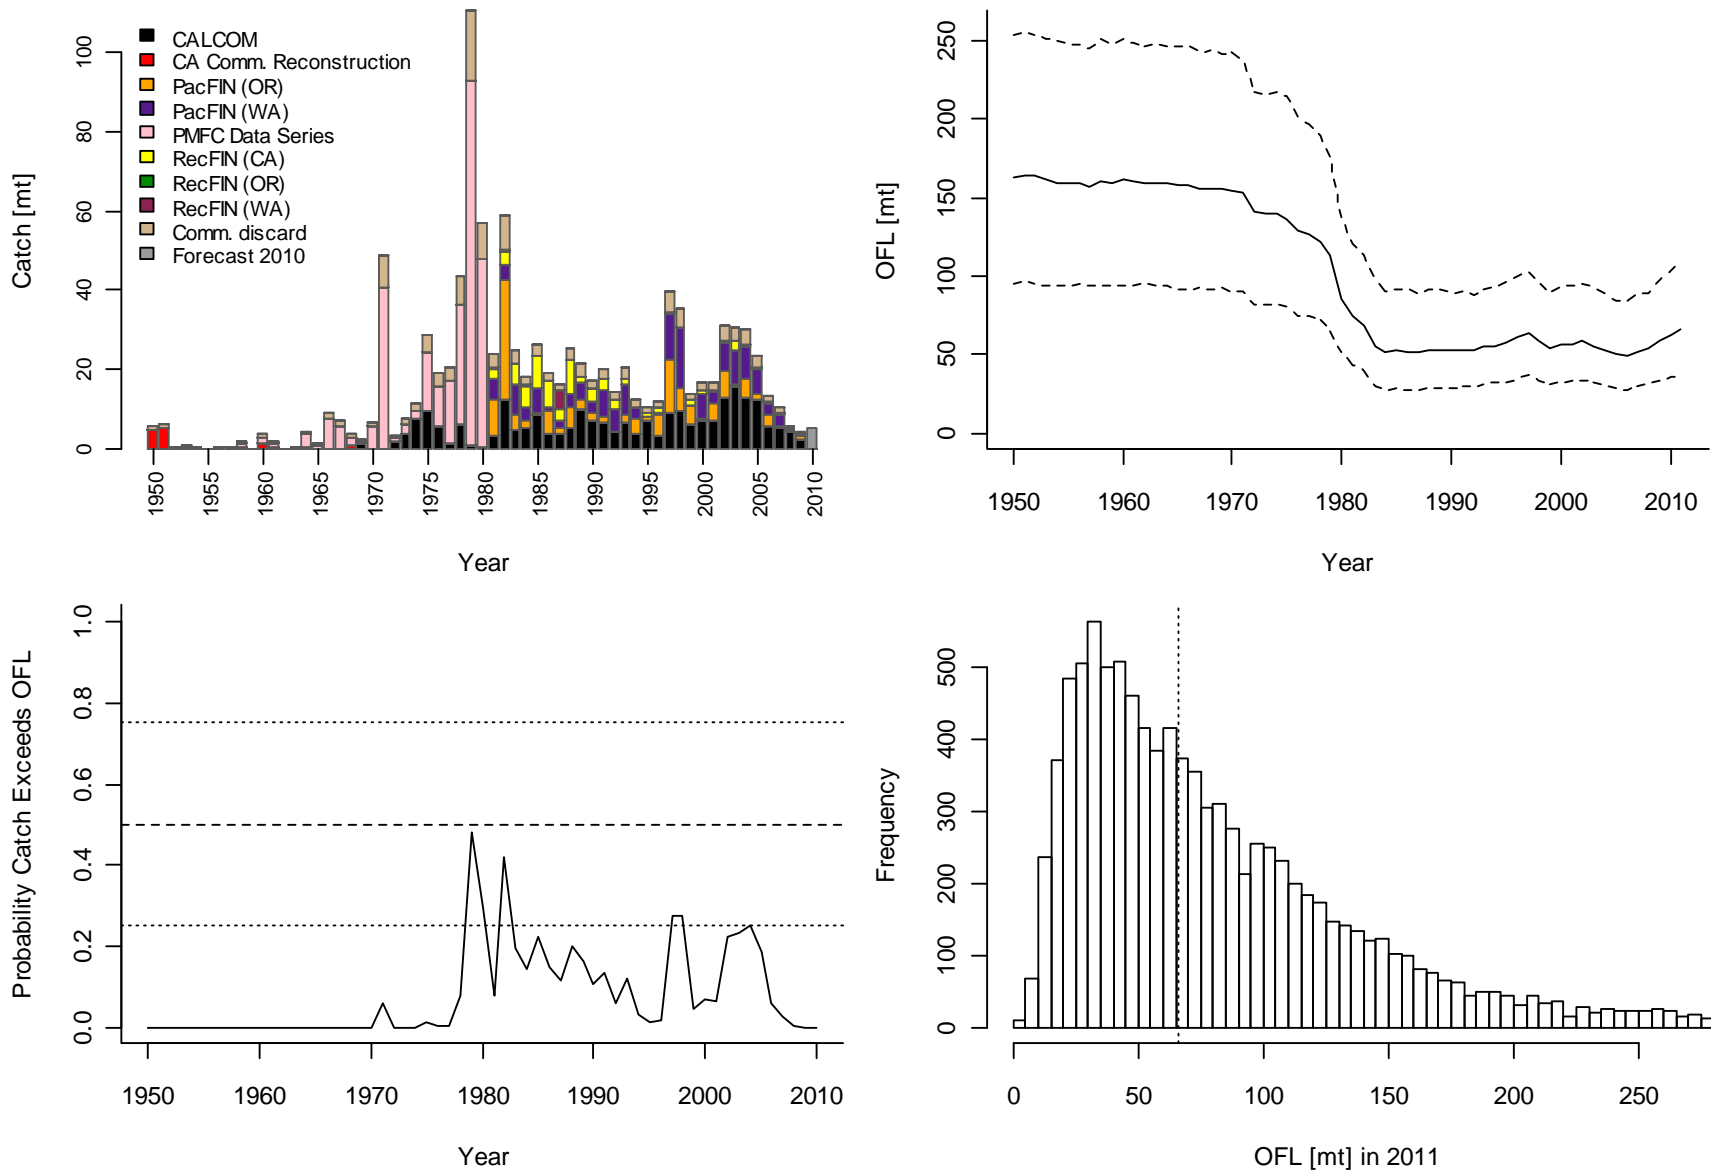 CALCOM
CA Comm. Reconstruction
PacFIN (OR)
PacFIN (WA)
PMFC Data Series
RecFIN (CA)
RecFIN (OR)
RecFIN (WA)
Comm. discard
Forecast 2010
Catch [mt]
0 20 40 60 80 100
1950 1955 1960 1965 1970 1975 1980 1985 1990 1995 2000 2005 2010
Year
OFL [mt]
0 50 100 150 200 250
1950 1960 1970 1980 1990 2000 2010
Year
Probability Catch Exceeds OFL
0.0 0.2 0.4 0.6 0.8 1.0
1950 1960 1970 1980 1990 2000 2010
Year
Frequency
0 100 200 300 400 500
0 50 100 150 200 250
OFL [mt] in 2011